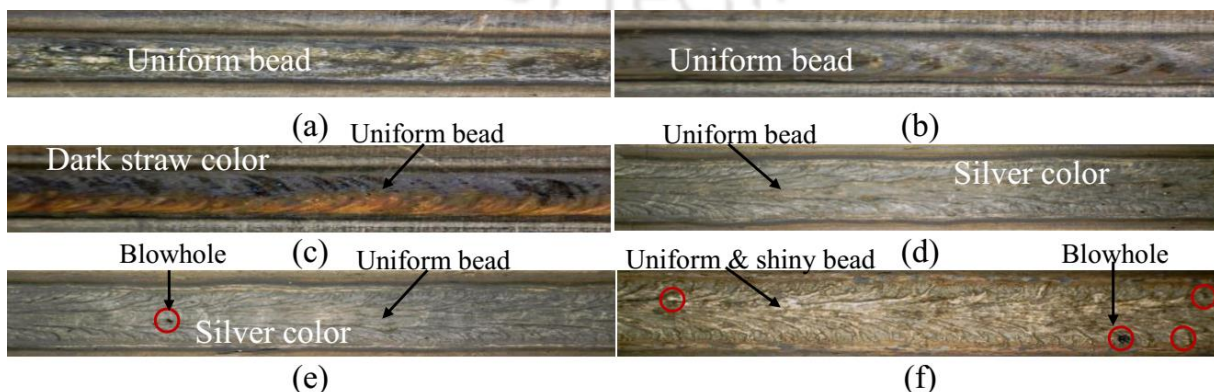 Uniform bead
Uniform bead
(a)
(b)
Uniform bead
Dark straw color
Uniform bead
Silver color
(c)
(d)
Blowhole
Uniform bead
Uniform & shiny bead
Blowhole
Silver color
(e)
(f)